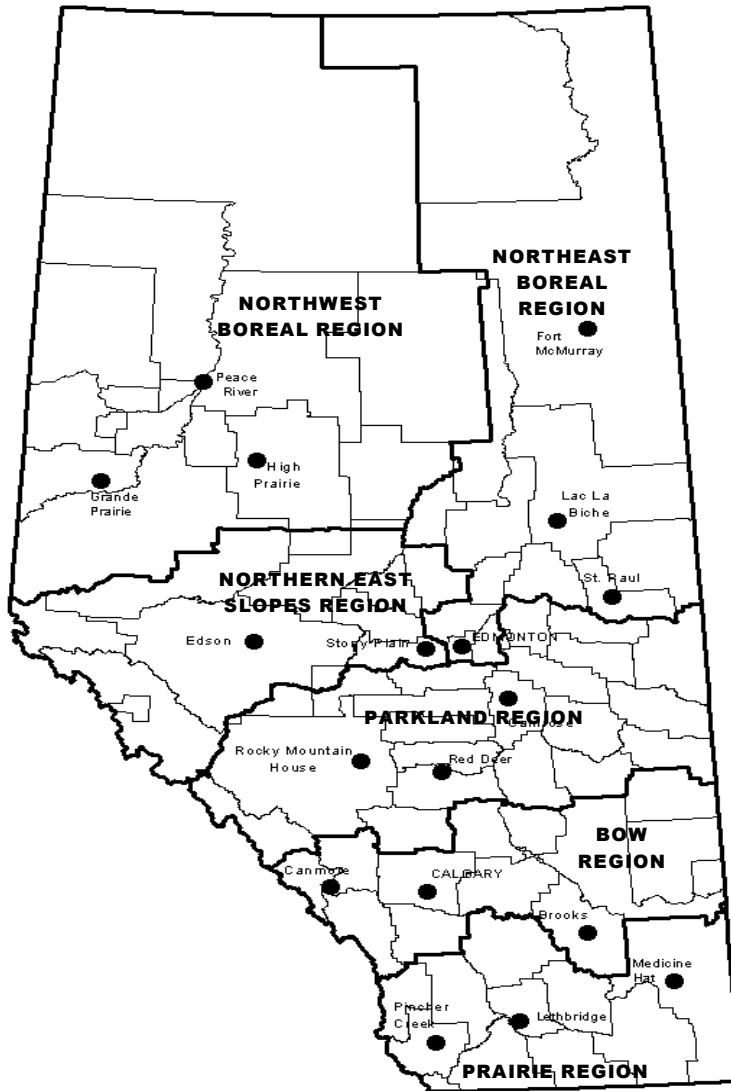 NORTHEAST
BOREAL
REGION
NORTHWEST
BOREAL REGION
Fort
McMurray
Peace
River
High
Prairie
Grande
Prairie
Lac La
Biche
St. Paul
NORTHERN EAST
SLOPES REGION
Edson
Stony Plain
EDMONTON
PARKLAND REGION
Camrose
Rocky Mountain
House
Red Deer
BOW
REGION
Canmore
CALGARY
Brooks
Medicine
Hat
Pincher
Creek
Lethbridge
PRAIRIE REGION